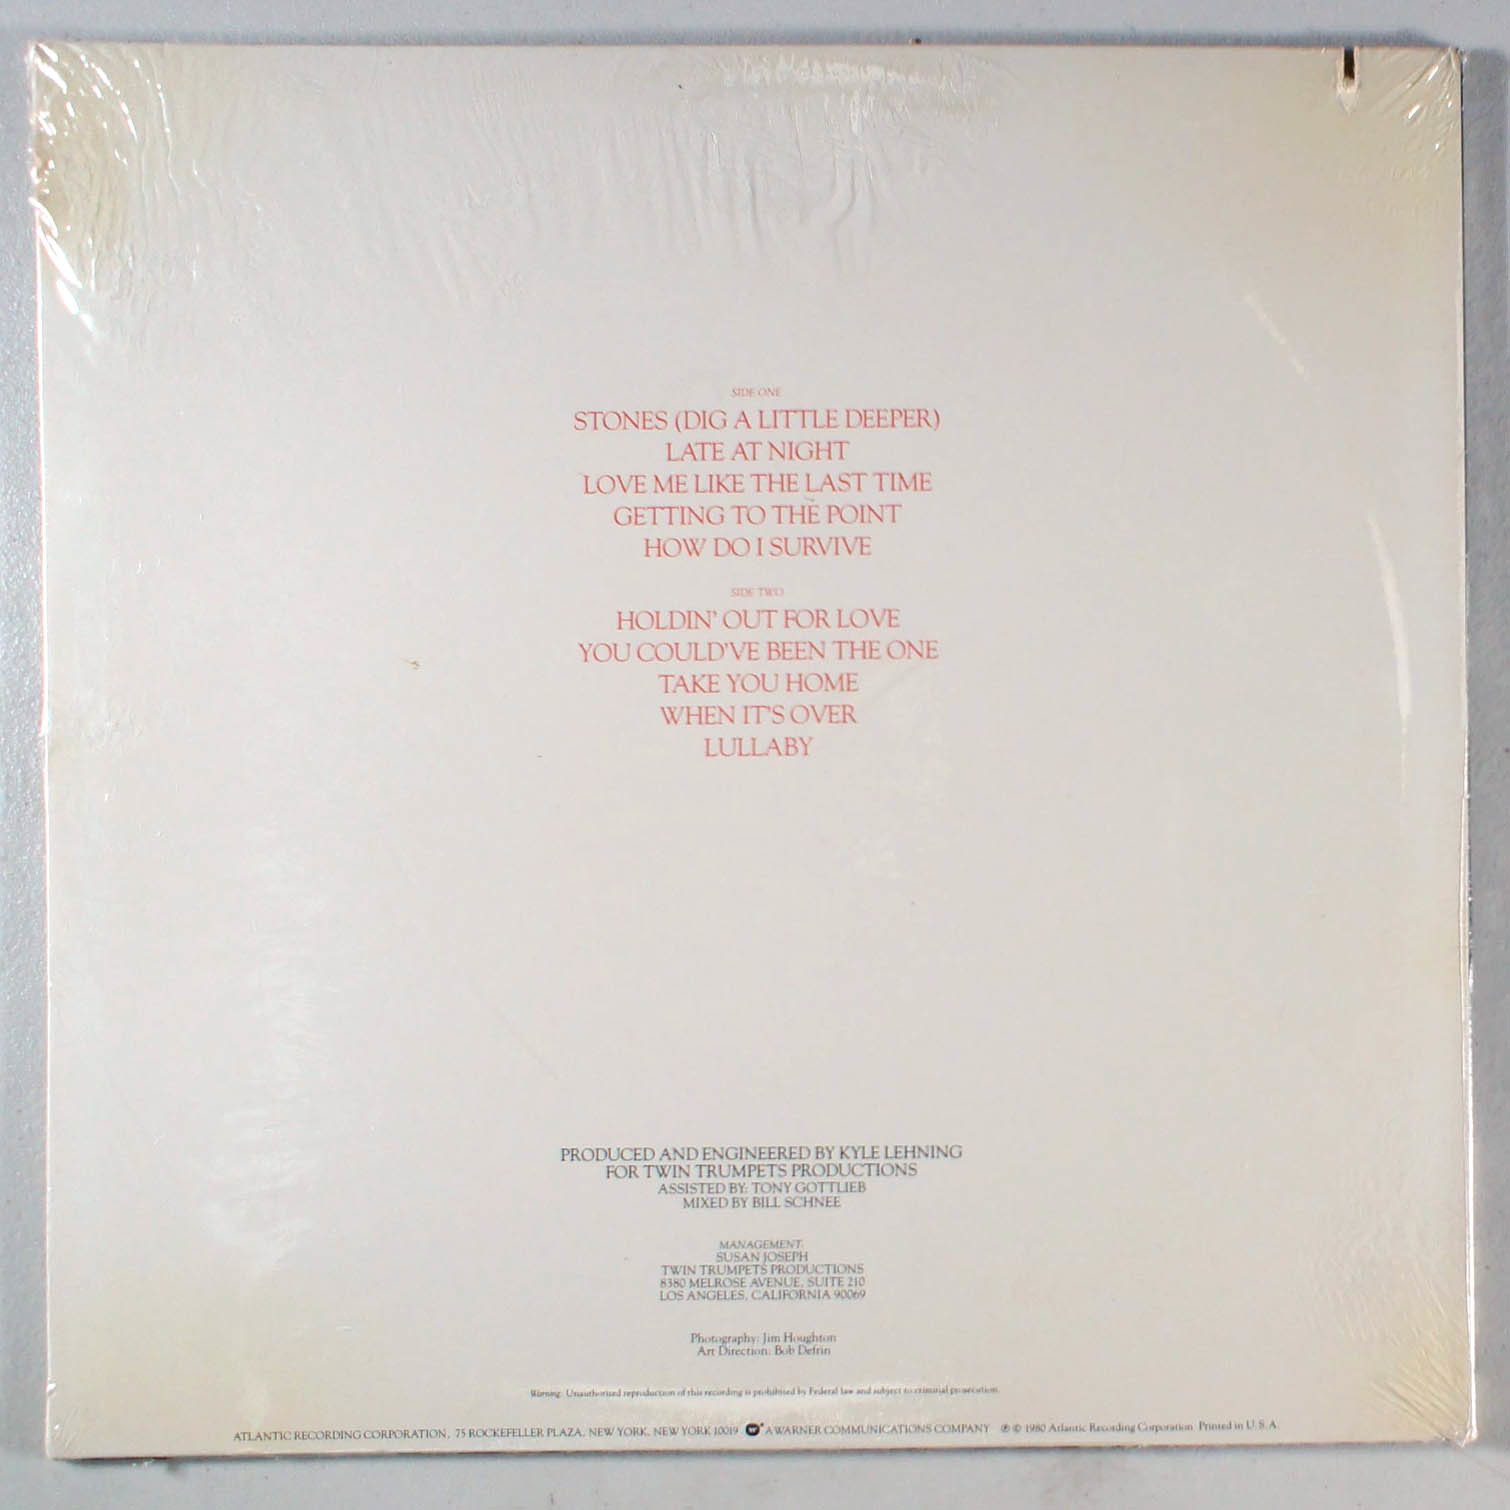 SIDE ONE
STONES (DIG A LITTLE DEEPER)
LATE AT NIGHT
LOVE ME LIKE THE LAST TIME
GETTING TO THE POINT
HOW DO I SURVIVE
SIDE TWO
HOLDIN' OUT FOR LOVE
YOU COULD'VE BEEN THE ONE
TAKE YOU HOME
WHEN IT'S OVER
LULLABY
PRODUCED AND ENGINEERED BY KYLE LEHNING
FOR TWIN TRUMPETS PRODUCTIONS
ASSISTED BY: TONY GOTTLIEB
MIXED BY BILL SCHNEE
MANAGEMENT:
SUSAN JOSEPH
TWIN TRUMPETS PRODUCTIONS
8380 MELROSE AVENUE, SUITE 210
LOS ANGELES, CALIFORNIA 90069
Photography: Jim Houghton
Art Direction: Bob Defrin
Warning: Unauthorized reproduction of this recording is prohibited by Federal law and subject to criminal prosecution.
ATLANTIC RECORDING CORPORATION, 75 ROCKEFELLER PLAZA, NEW YORK, NEW YORK 10019 A WARNER COMMUNICATIONS COMPANY ℗ © 1980 Atlantic Recording Corporation Printed in U.S.A.